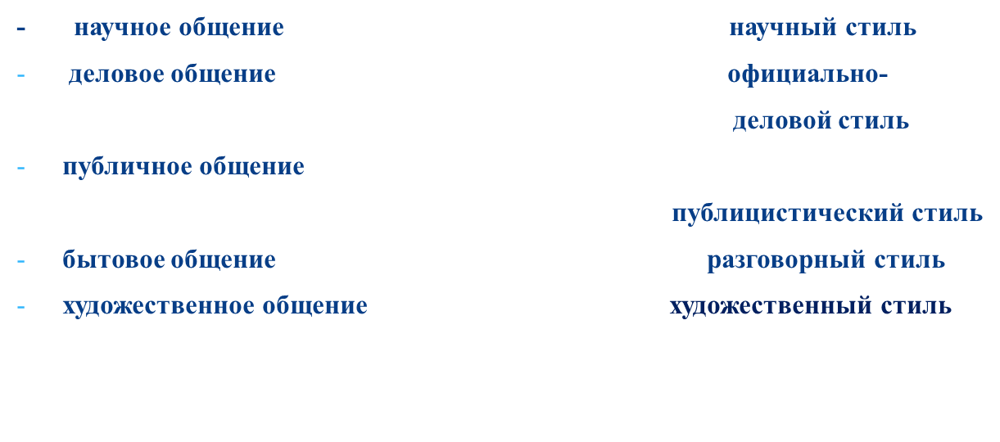 - научное общение научный стиль
- деловое общение официально-
деловой стиль
- публичное общение
публицистический стиль
- бытовое общение разговорный стиль
- художественное общение художественный стиль